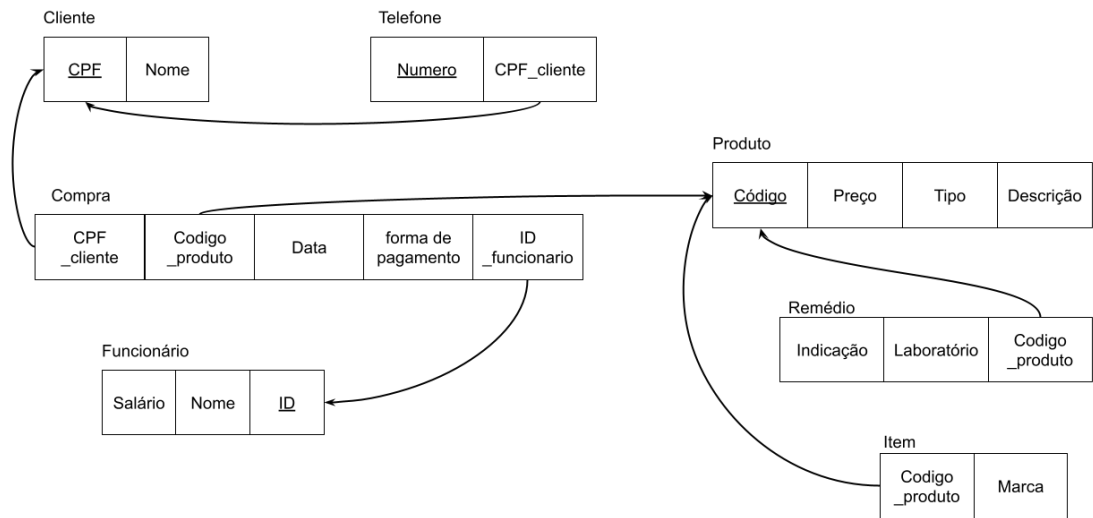 Cliente
CPF
Nome
Telefone
Numero
CPF_cliente
Produto
Código
Preço
Tipo
Descrição
Compra
CPF
_cliente
Codigo
_produto
Data
forma de
pagamento
ID
_funcionario
Remédio
Indicação
Laboratório
Codigo
_produto
Funcionário
Salário
Nome
ID
Item
Codigo
_produto
Marca